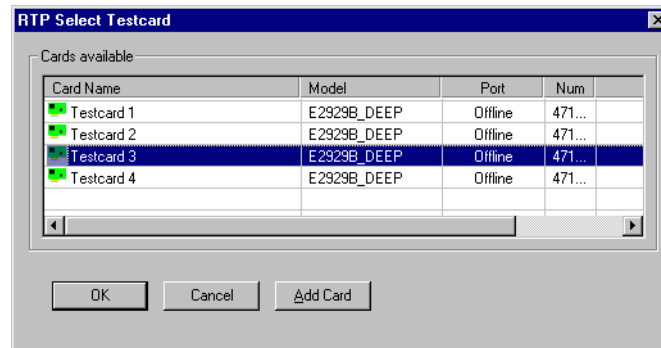 RTP Select Testcard
Cards available
Card Name Model Port Num
Testcard 1 E2929B_DEEP Offline 471...
Testcard 2 E2929B_DEEP Offline 471...
Testcard 3 E2929B_DEEP Offline 471...
Testcard 4 E2929B_DEEP Offline 471...
OK Cancel Add Card